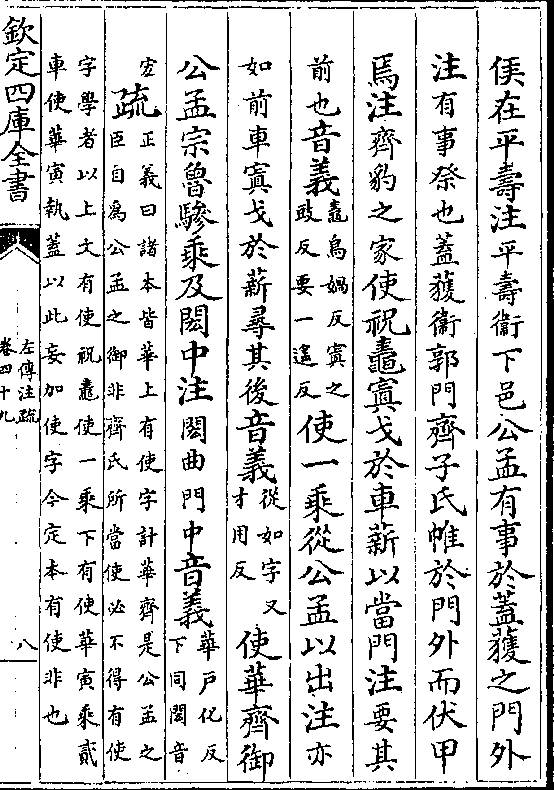 侯在平壽注平壽衞下邑公孟有事於蓋獲之門外
注有事祭也蓋獲衞郭門齊子氏帷於門外而伏甲
焉注齊豹之家使祝鼃寘戈於車薪以當門注要其
前也音義鼃烏媧反寘之
豉反要一遙反使一乘從公孟以出注亦
如前車寘戈於薪尋其後音義從如字又
才用反使華齊御
公孟宗魯驂乘及閎中注閎曲門中音義華戸化反
下同閎音
宏
疏正義曰諸本皆華上有使字計華齊是公孟之
臣自爲公孟之御非齊氏所當使必不得有使
字學者以上文有使祝鼃使一乘下有使華寅乘貳
車使華寅執蓋以此妄加使字今定本有使非也
欽定四庫全書
左傳注疏
卷四十九
八